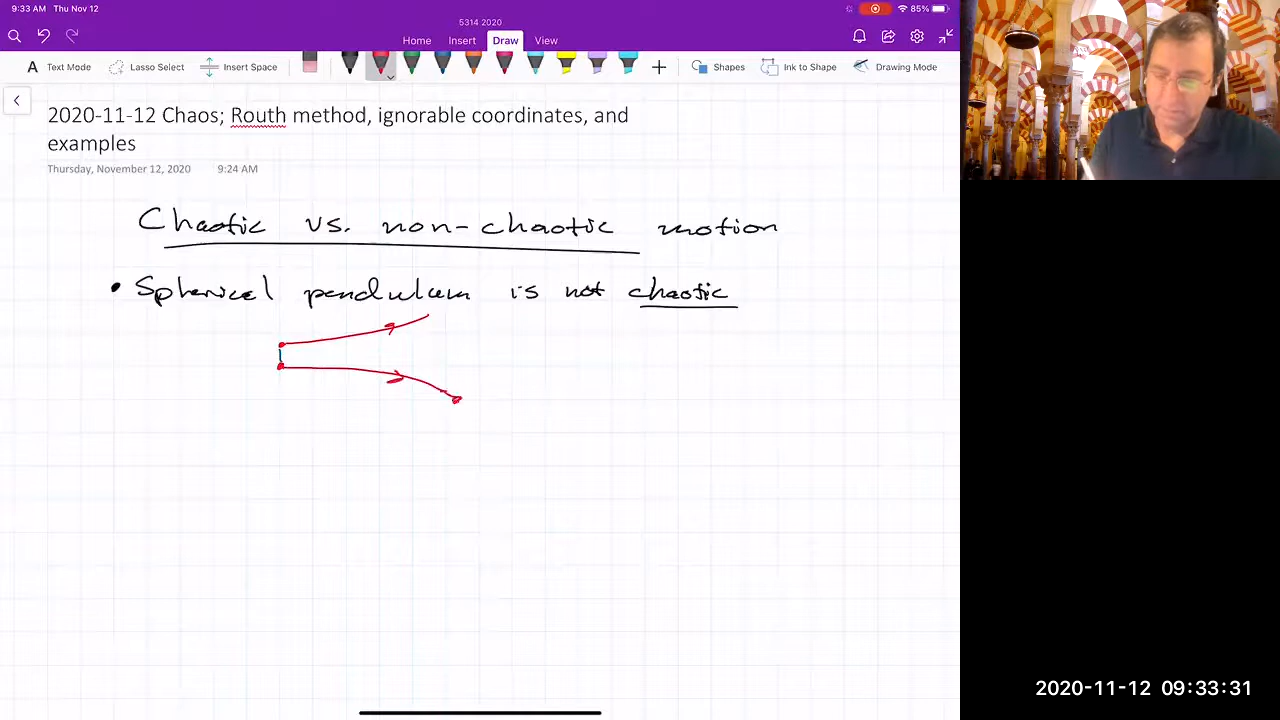 9:33 AM Thu Nov 12
85%
5314 2020
Home Insert Draw View
A Text Mode Lasso Select Insert Space Shapes Ink to Shape Drawing Mode
2020-11-12 Chaos; Routh method, ignorable coordinates, and
examples
Thursday, November 12, 2020 9:24 AM
Chaotic vs. non-chaotic motion
• Spherical pendulum is not chaotic
2020-11-12 09:33:31